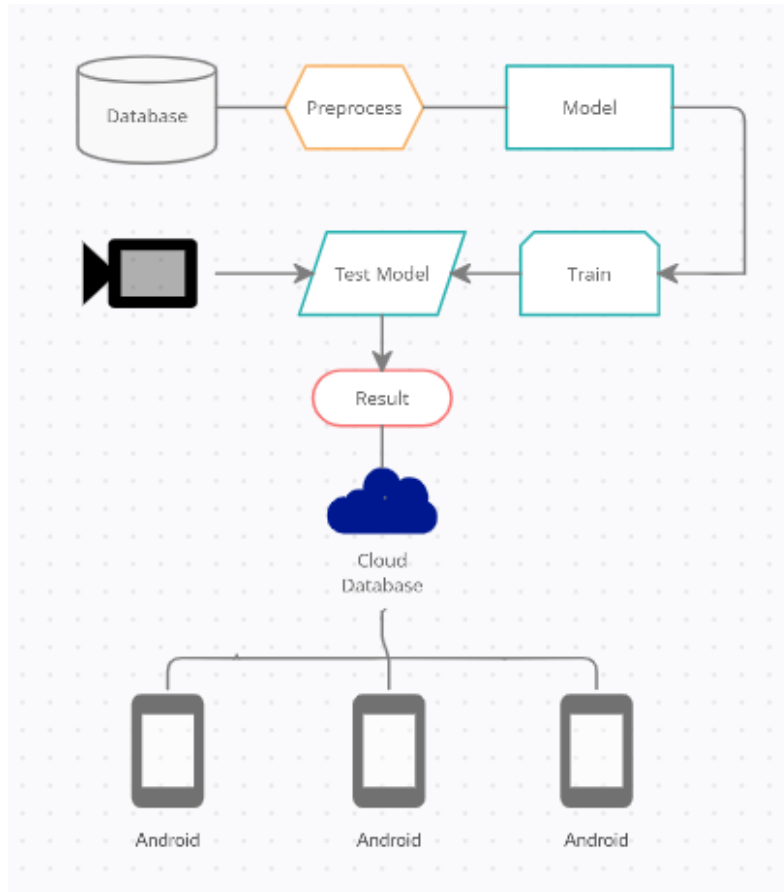 Database
Preprocess
Model
Test Model
Train
Result
Cloud
Database
Android
Android
Android